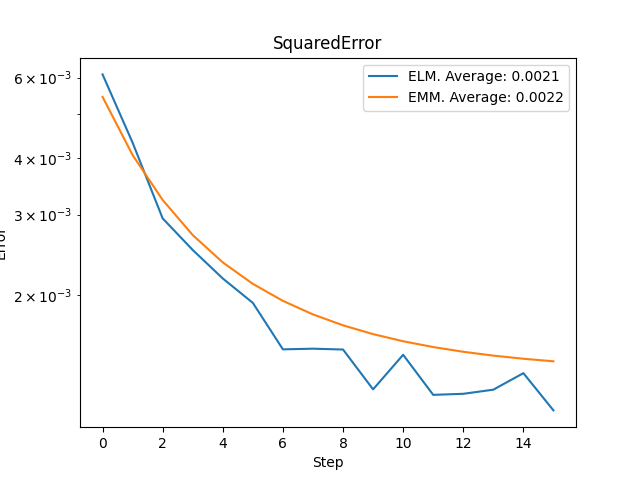 SquaredError
ELM. Average: 0.0021
EMM. Average: 0.0022
6 × 10⁻³
4 × 10⁻³
3 × 10⁻³
2 × 10⁻³
Error
0 2 4 6 8 10 12 14
Step